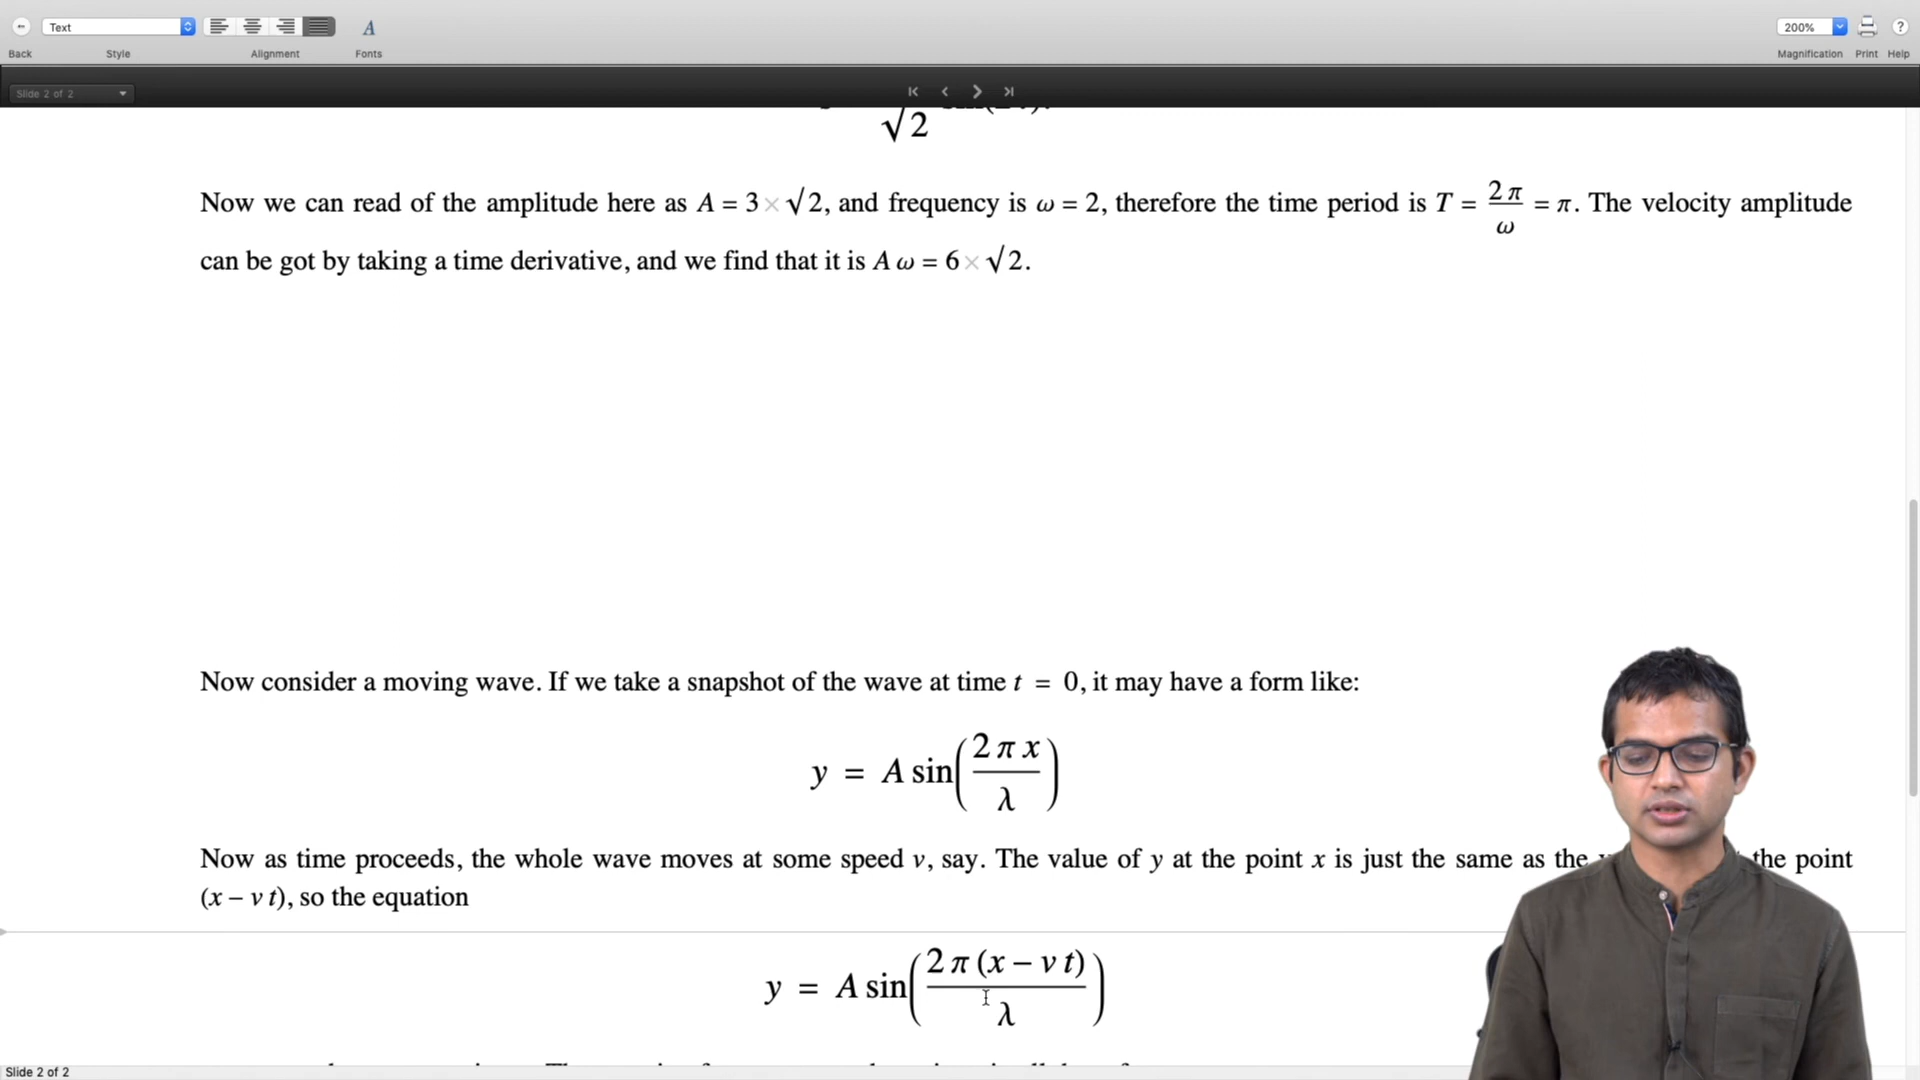 Text
200%
Back
Style
Alignment
Fonts
Magnification
Print
Help
Slide 2 of 2
√2
Now we can read of the amplitude here as A = 3 × √2, and frequency is ω = 2, therefore the time period is T = 2π/ω = π. The velocity amplitude
can be got by taking a time derivative, and we find that it is A ω = 6 × √2.
Now consider a moving wave. If we take a snapshot of the wave at time t = 0, it may have a form like:
y = A sin(2 π x / λ)
Now as time proceeds, the whole wave moves at some speed v, say. The value of y at the point x is just the same as the the point
(x − v t), so the equation
y = A sin(2 π (x − v t) / λ)
Slide 2 of 2